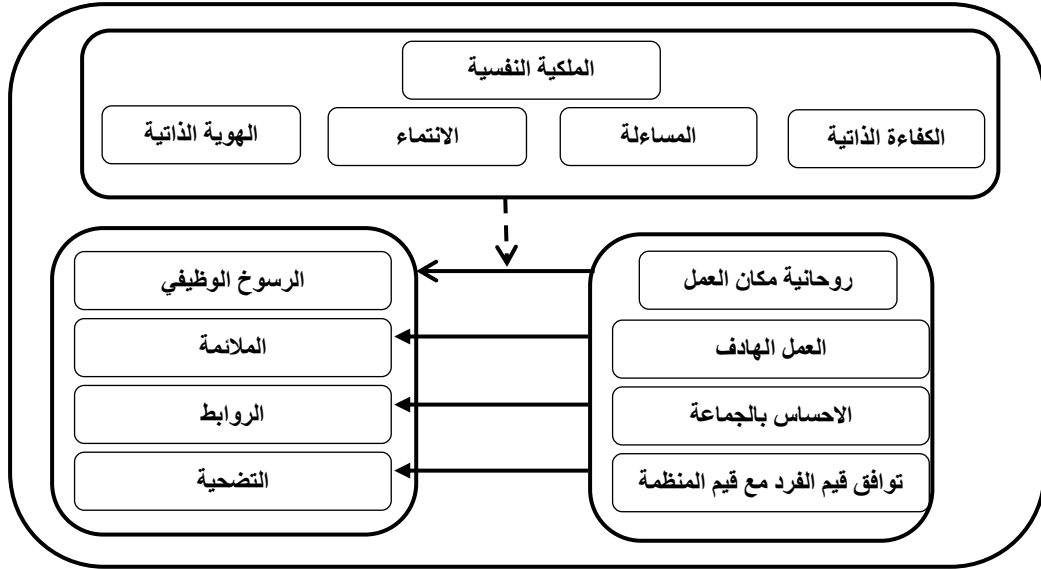 الملكية النفسية
الكفاءة الذاتية
المساءلة
الانتماء
الهوية الذاتية
روحانية مكان العمل
العمل الهادف
الاحساس بالجماعة
توافق قيم الفرد مع قيم المنظمة
الرسوخ الوظيفي
الملائمة
الروابط
التضحية